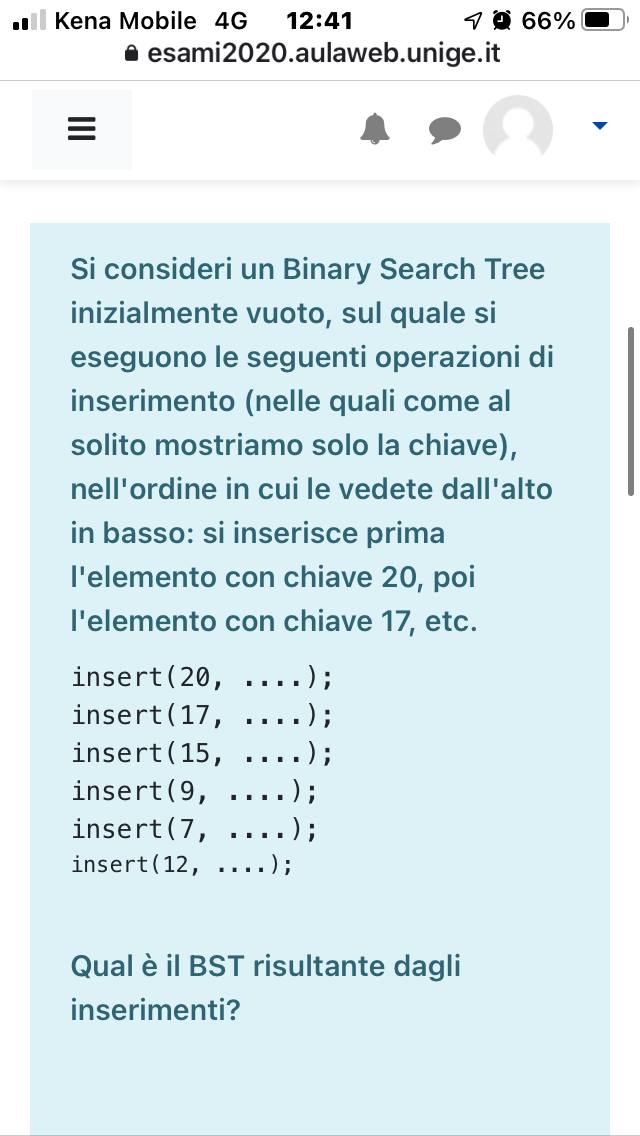 Kena Mobile 4G 12:41 66%
esami2020.aulaweb.unige.it
Si consideri un Binary Search Tree
inizialmente vuoto, sul quale si
eseguono le seguenti operazioni di
inserimento (nelle quali come al
solito mostriamo solo la chiave),
nell'ordine in cui le vedete dall'alto
in basso: si inserisce prima
l'elemento con chiave 20, poi
l'elemento con chiave 17, etc.
insert(20, ....);
insert(17, ....);
insert(15, ....);
insert(9, ....);
insert(7, ....);
insert(12, ....);
Qual è il BST risultante dagli
inserimenti?